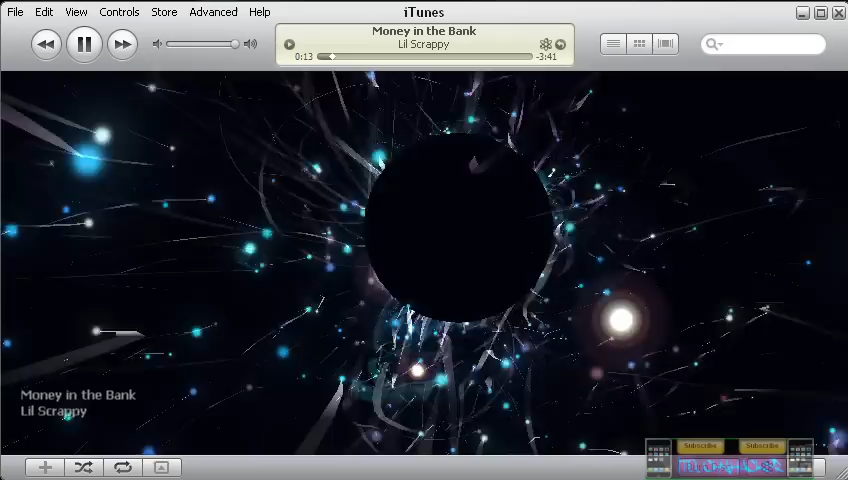 File Edit View Controls Store Advanced Help
iTunes
Money in the Bank
Lil Scrappy
0:13
-3:41
Money in the Bank
Lil Scrappy
Subscribe
Subscribe